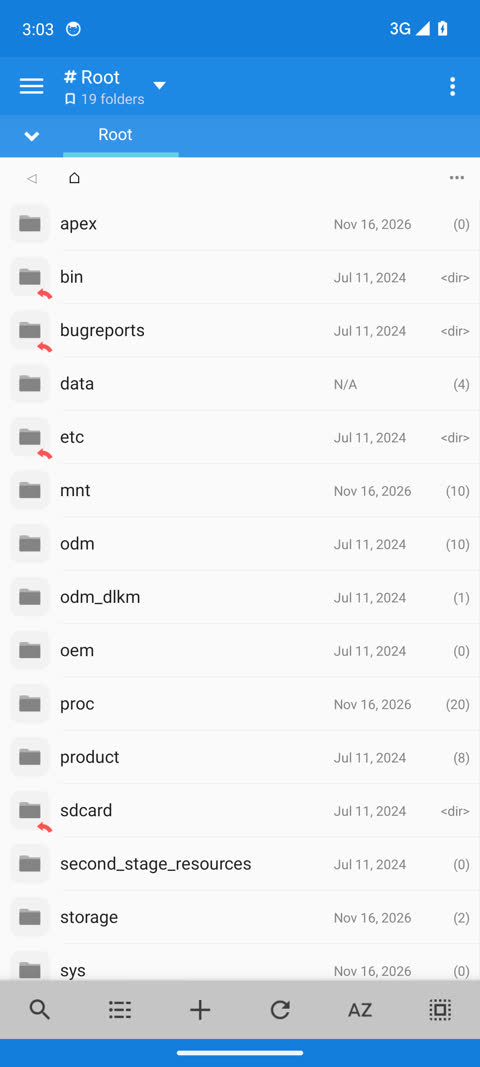 3:03 3G
# Root
19 folders
Root
apex Nov 16, 2026 (0)
bin Jul 11, 2024 <dir>
bugreports Jul 11, 2024 <dir>
data N/A (4)
etc Jul 11, 2024 <dir>
mnt Nov 16, 2026 (10)
odm Jul 11, 2024 (10)
odm_dlkm Jul 11, 2024 (1)
oem Jul 11, 2024 (0)
proc Nov 16, 2026 (20)
product Jul 11, 2024 (8)
sdcard Jul 11, 2024 <dir>
second_stage_resources Jul 11, 2024 (0)
storage Nov 16, 2026 (2)
sys Nov 16, 2026 (0)
AZ